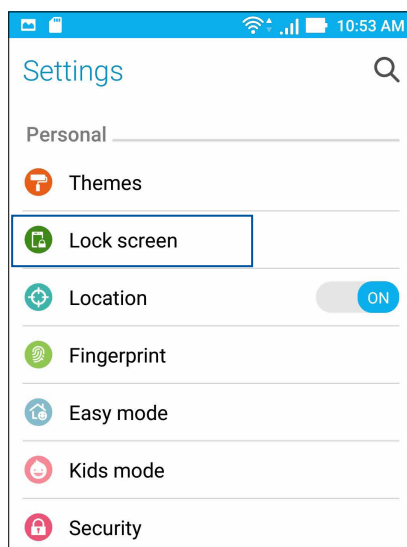 10:53 AM
Settings
Personal
Themes
Lock screen
Location ON
Fingerprint
Easy mode
Kids mode
Security